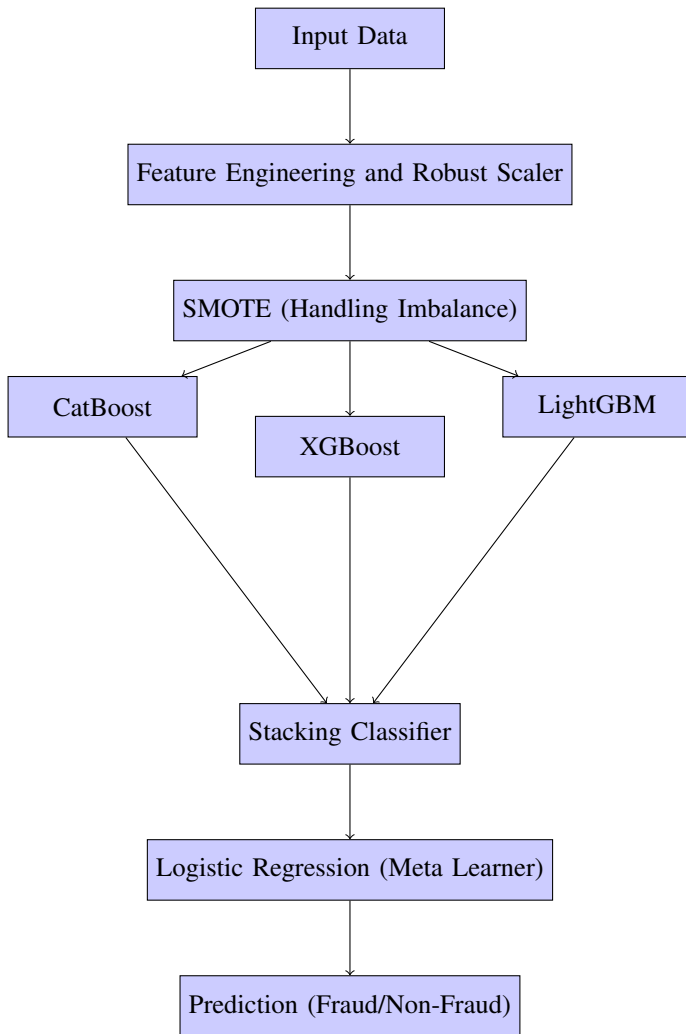 Input Data
Feature Engineering and Robust Scaler
SMOTE (Handling Imbalance)
CatBoost
LightGBM
XGBoost
Stacking Classifier
Logistic Regression (Meta Learner)
Prediction (Fraud/Non-Fraud)